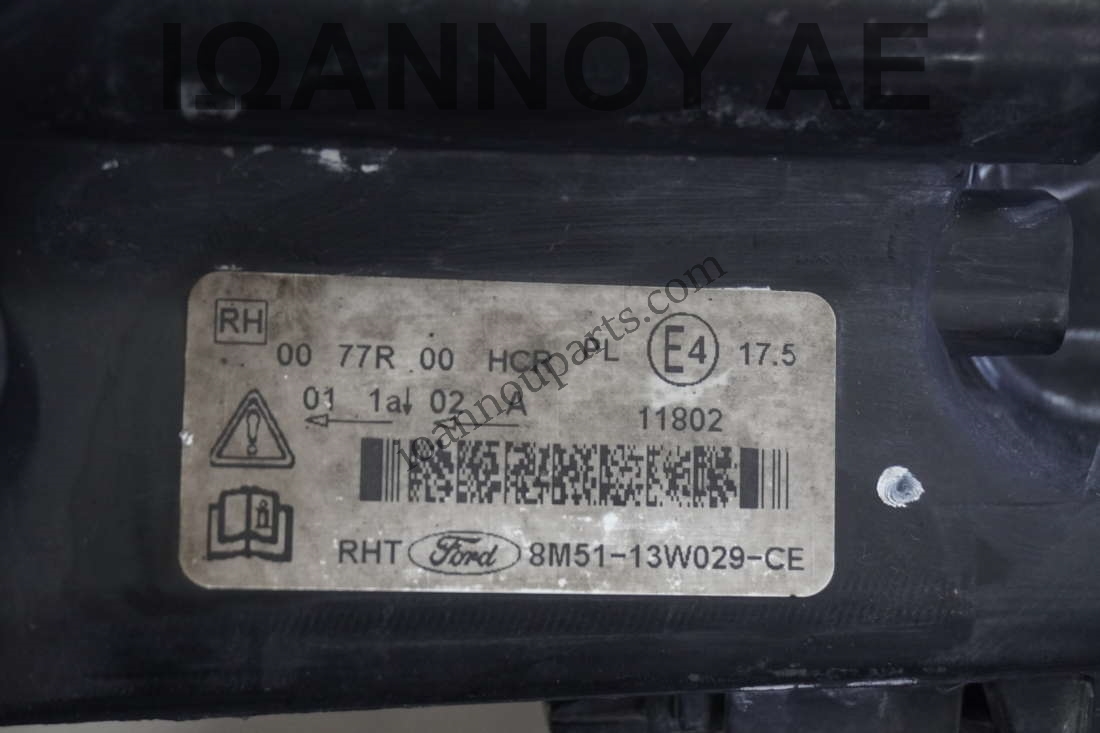 ΙΩΑΝΝΟΥ ΑΕ
ioannouparts.com
RH
00 77R 00 HCR PL E4 17.5
01 1a↓ 02 A
11802
RHT Ford 8M51-13W029-CE